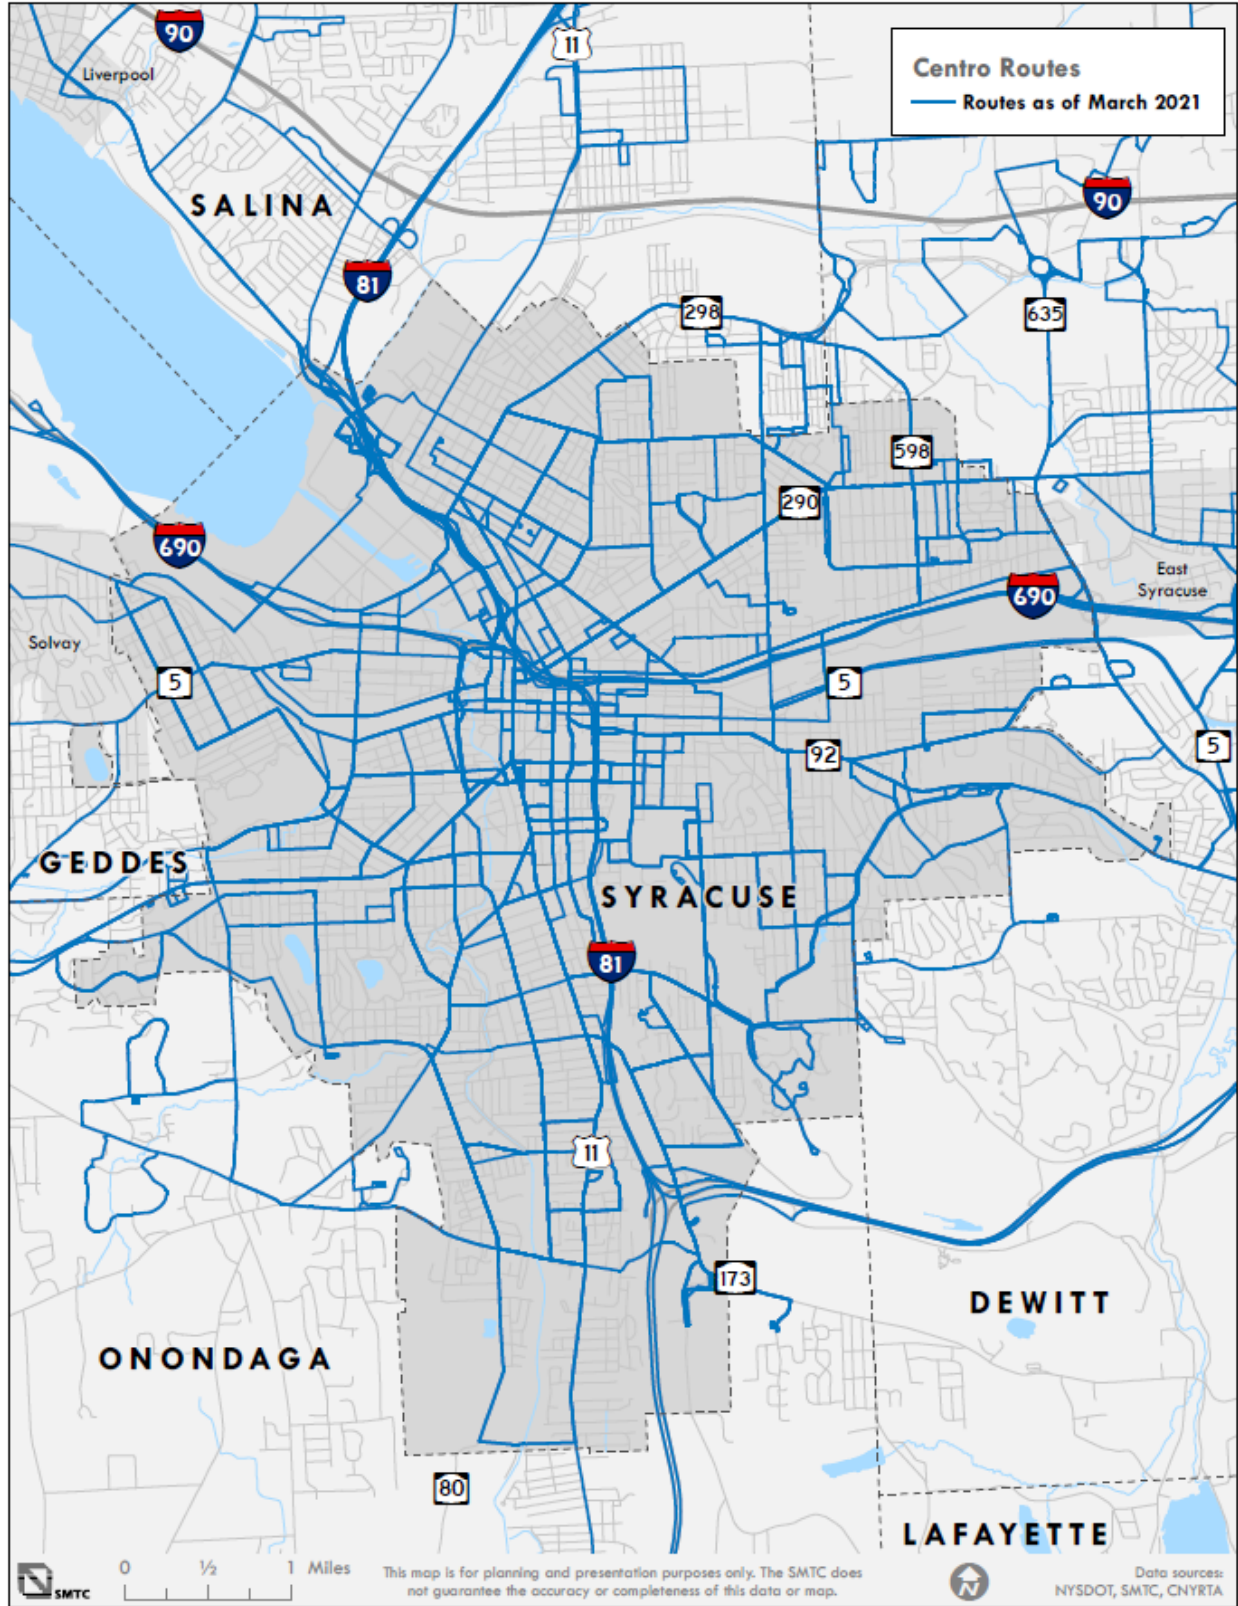 90
11
Liverpool
Centro Routes
Routes as of March 2021
SALINA
90
81
298
635
598
290
690
East
Syracuse
690
Solvay
5
5
92
5
GEDDES
SYRACUSE
81
11
173
DEWITT
ONONDAGA
80
LAFAYETTE
SMTC
0 ½ 1 Miles
This map is for planning and presentation purposes only. The SMTC does
not guarantee the accuracy or completeness of this data or map.
N
Data sources:
NYSDOT, SMTC, CNYRTA